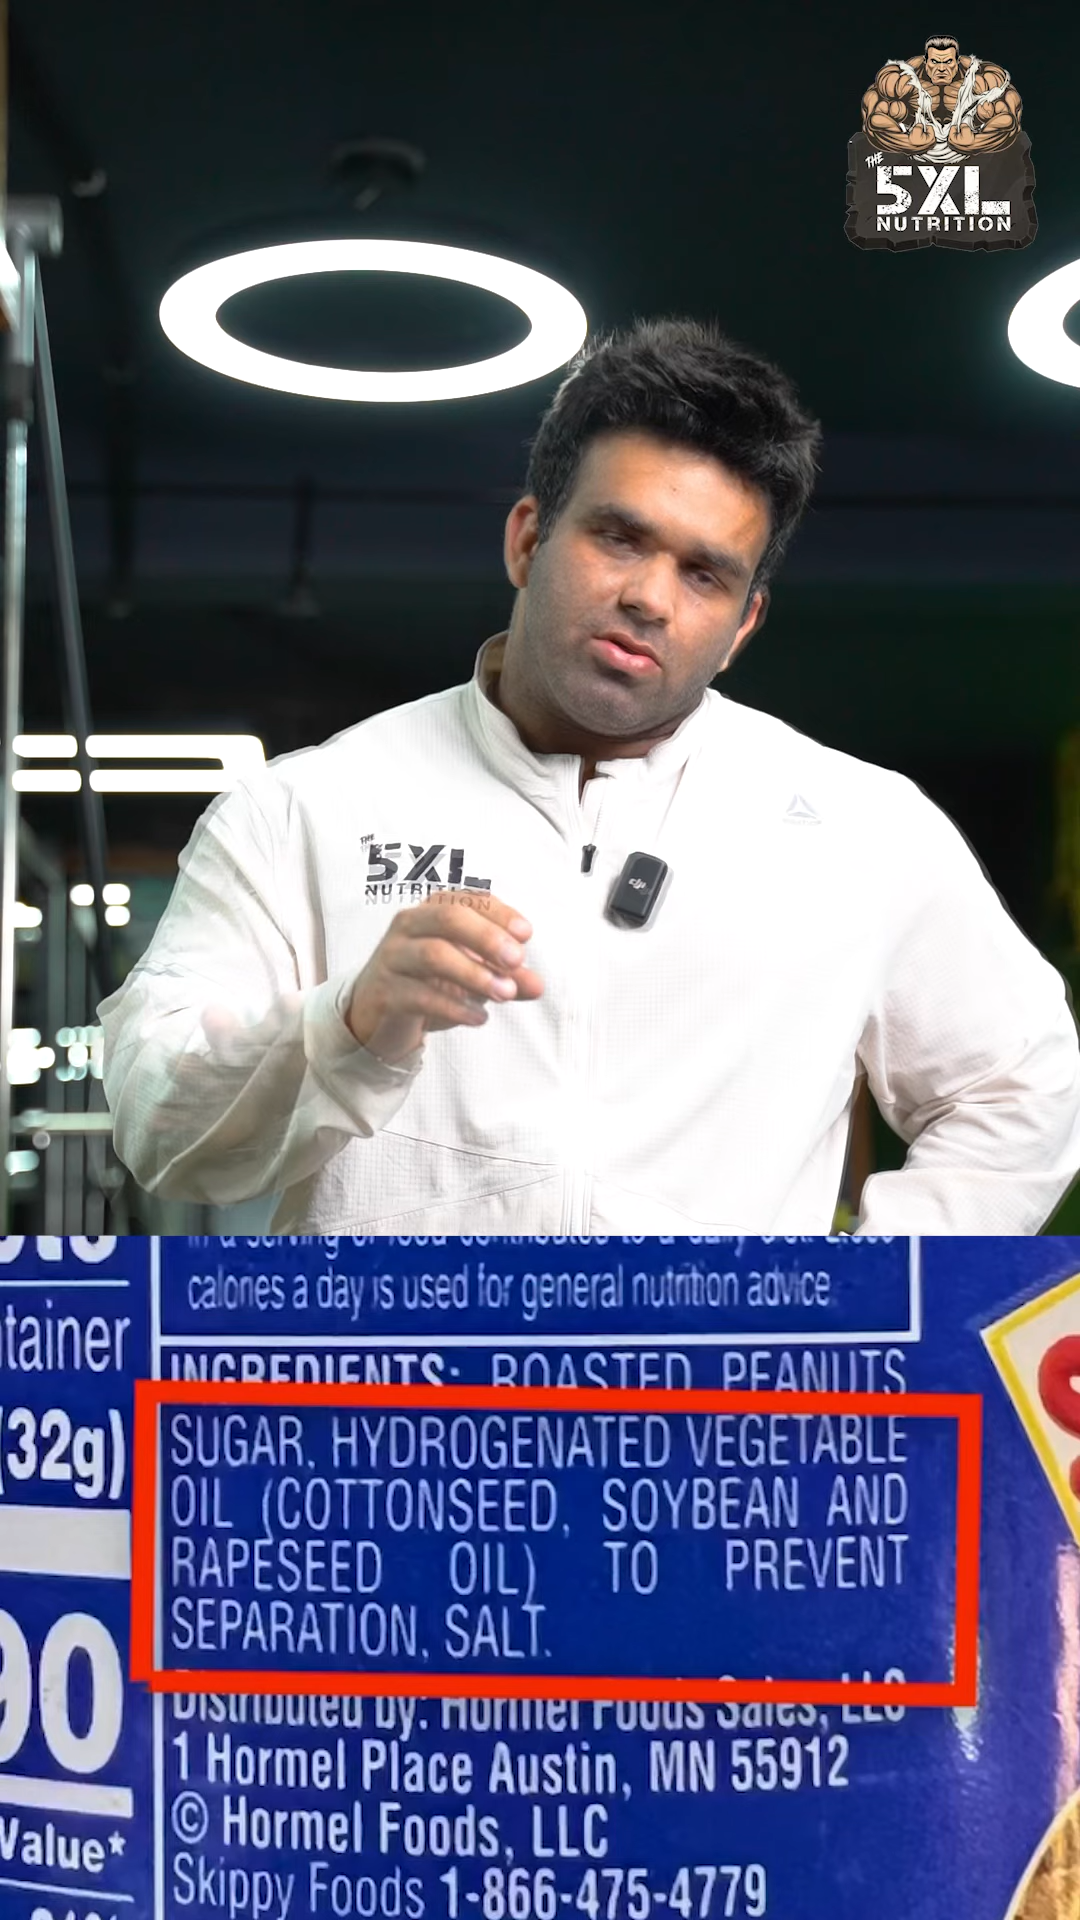 THE
5XL
NUTRITION
THE
5XL
NUTRITION
dji
calories a day is used for general nutrition advice.
tainer
INGREDIENTS: ROASTED PEANUTS
(32g)
SUGAR, HYDROGENATED VEGETABLE
OIL (COTTONSEED, SOYBEAN AND
RAPESEED OIL) TO PREVENT
SEPARATION, SALT.
90
Distributed by: Hormel Foods Sales, LLC
1 Hormel Place Austin, MN 55912
© Hormel Foods, LLC
Value*
Skippy Foods 1-866-475-4779